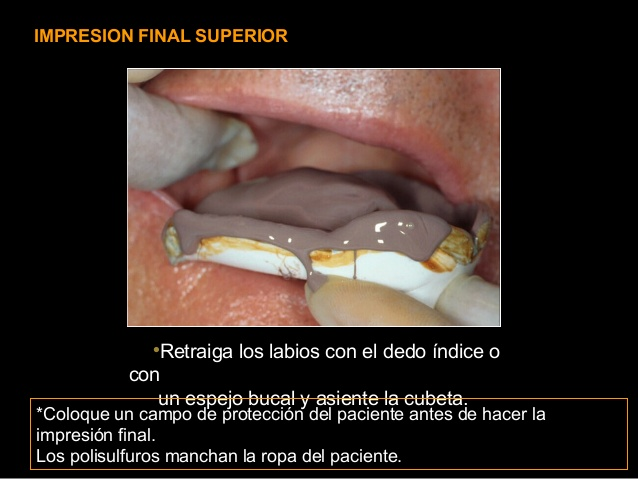 IMPRESION FINAL SUPERIOR
•Retraiga los labios con el dedo índice o
con
un espejo bucal y asiente la cubeta.
*Coloque un campo de protección del paciente antes de hacer la
impresión final.
Los polisulfuros manchan la ropa del paciente.